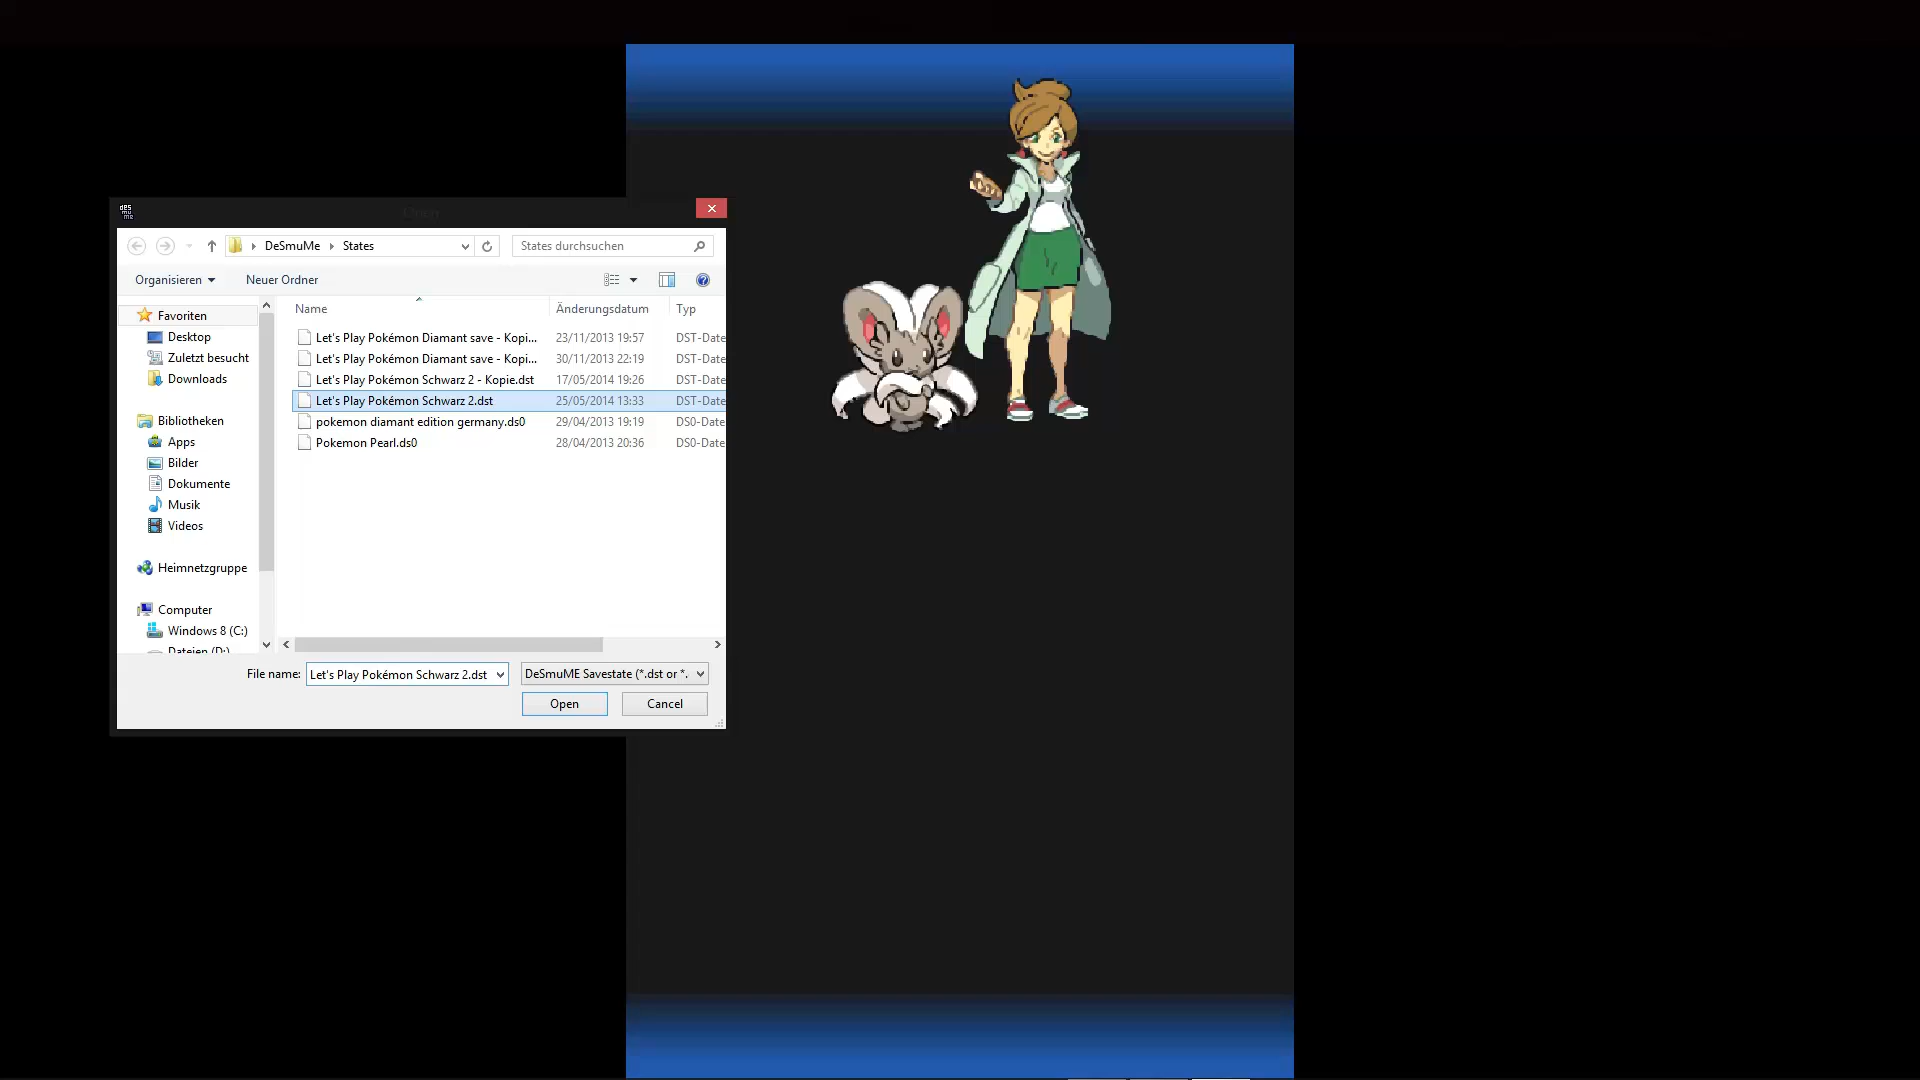 DeSmuMe States
States durchsuchen
Organisieren Neuer Ordner
Name Änderungsdatum Typ
Favoriten
Desktop
Zuletzt besucht
Downloads
Bibliotheken
Apps
Bilder
Dokumente
Musik
Videos
Heimnetzgruppe
Computer
Windows 8 (C:)
Dateien (D:)
Let's Play Pokémon Diamant save - Kopi... 23/11/2013 19:57 DST-Date
Let's Play Pokémon Diamant save - Kopi... 30/11/2013 22:19 DST-Date
Let's Play Pokémon Schwarz 2 - Kopie.dst 17/05/2014 19:26 DST-Date
Let's Play Pokémon Schwarz 2.dst 25/05/2014 13:33 DST-Date
pokemon diamant edition germany.ds0 29/04/2013 19:19 DS0-Date
Pokemon Pearl.ds0 28/04/2013 20:36 DS0-Date
File name: Let's Play Pokémon Schwarz 2.dst DeSmuME Savestate (*.dst or *.
Open Cancel